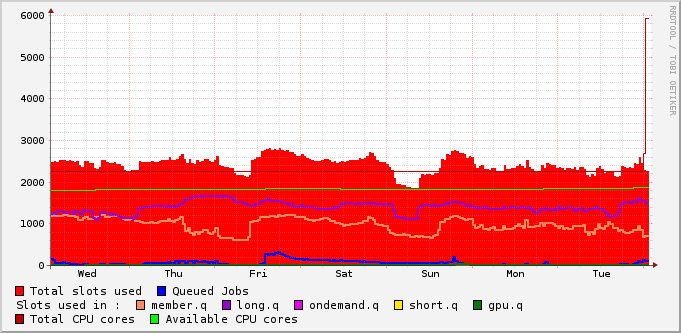 6000
5000
4000
3000
2000
1000
0
Wed Thu Fri Sat Sun Mon Tue
RRDTOOL / TOBI OETIKER
Total slots used Queued Jobs
Slots used in : member.q long.q ondemand.q short.q gpu.q
Total CPU cores Available CPU cores